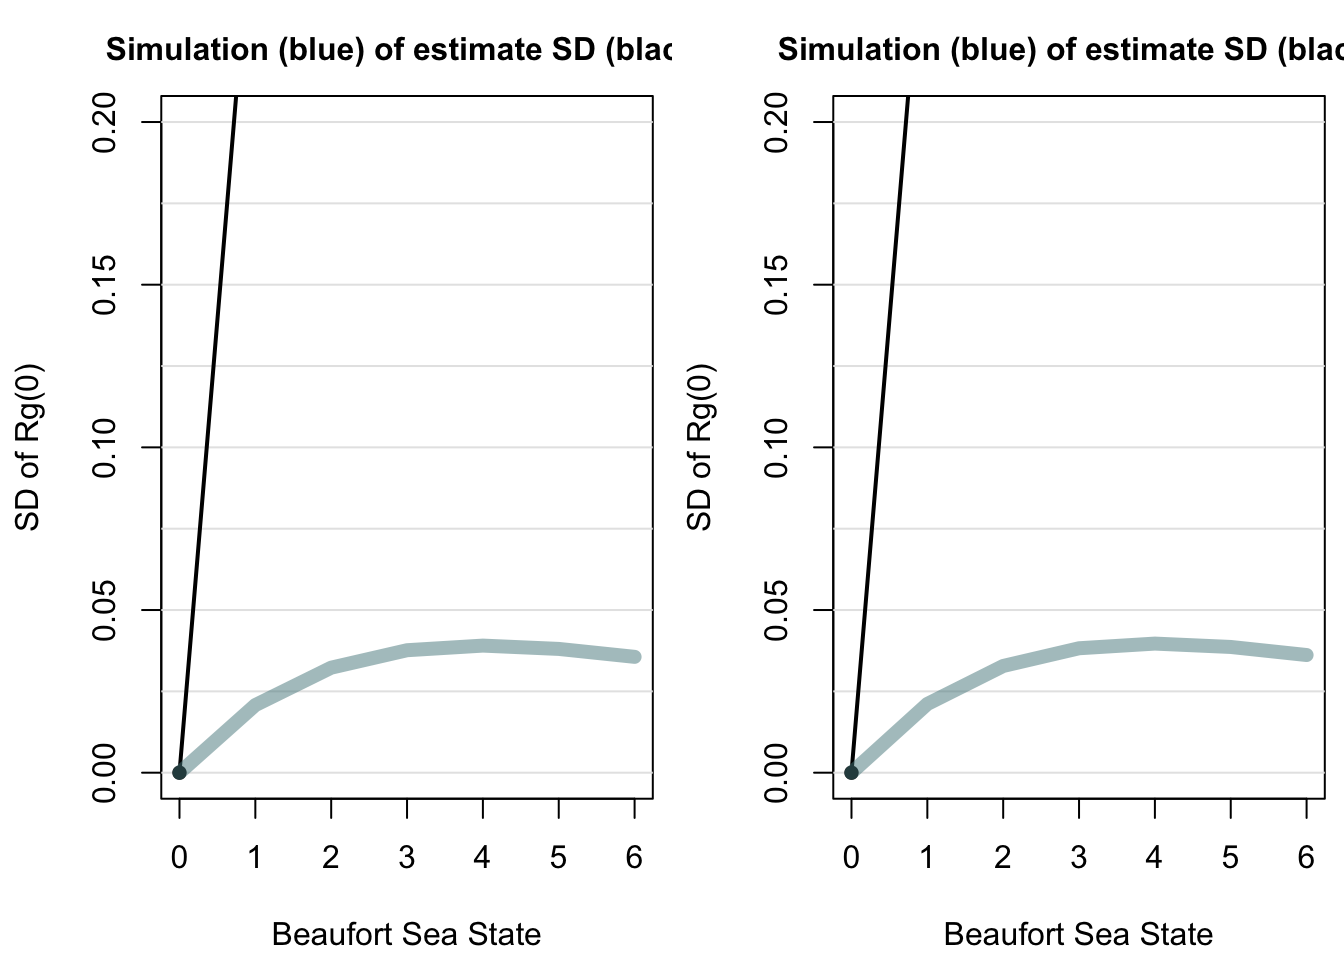 Simulation (blue) of estimate SD (blac
SD of Rg(0)
0.20
0.15
0.10
0.05
0.00
0 1 2 3 4 5 6
Beaufort Sea State
Simulation (blue) of estimate SD (blac
SD of Rg(0)
0.20
0.15
0.10
0.05
0.00
0 1 2 3 4 5 6
Beaufort Sea State